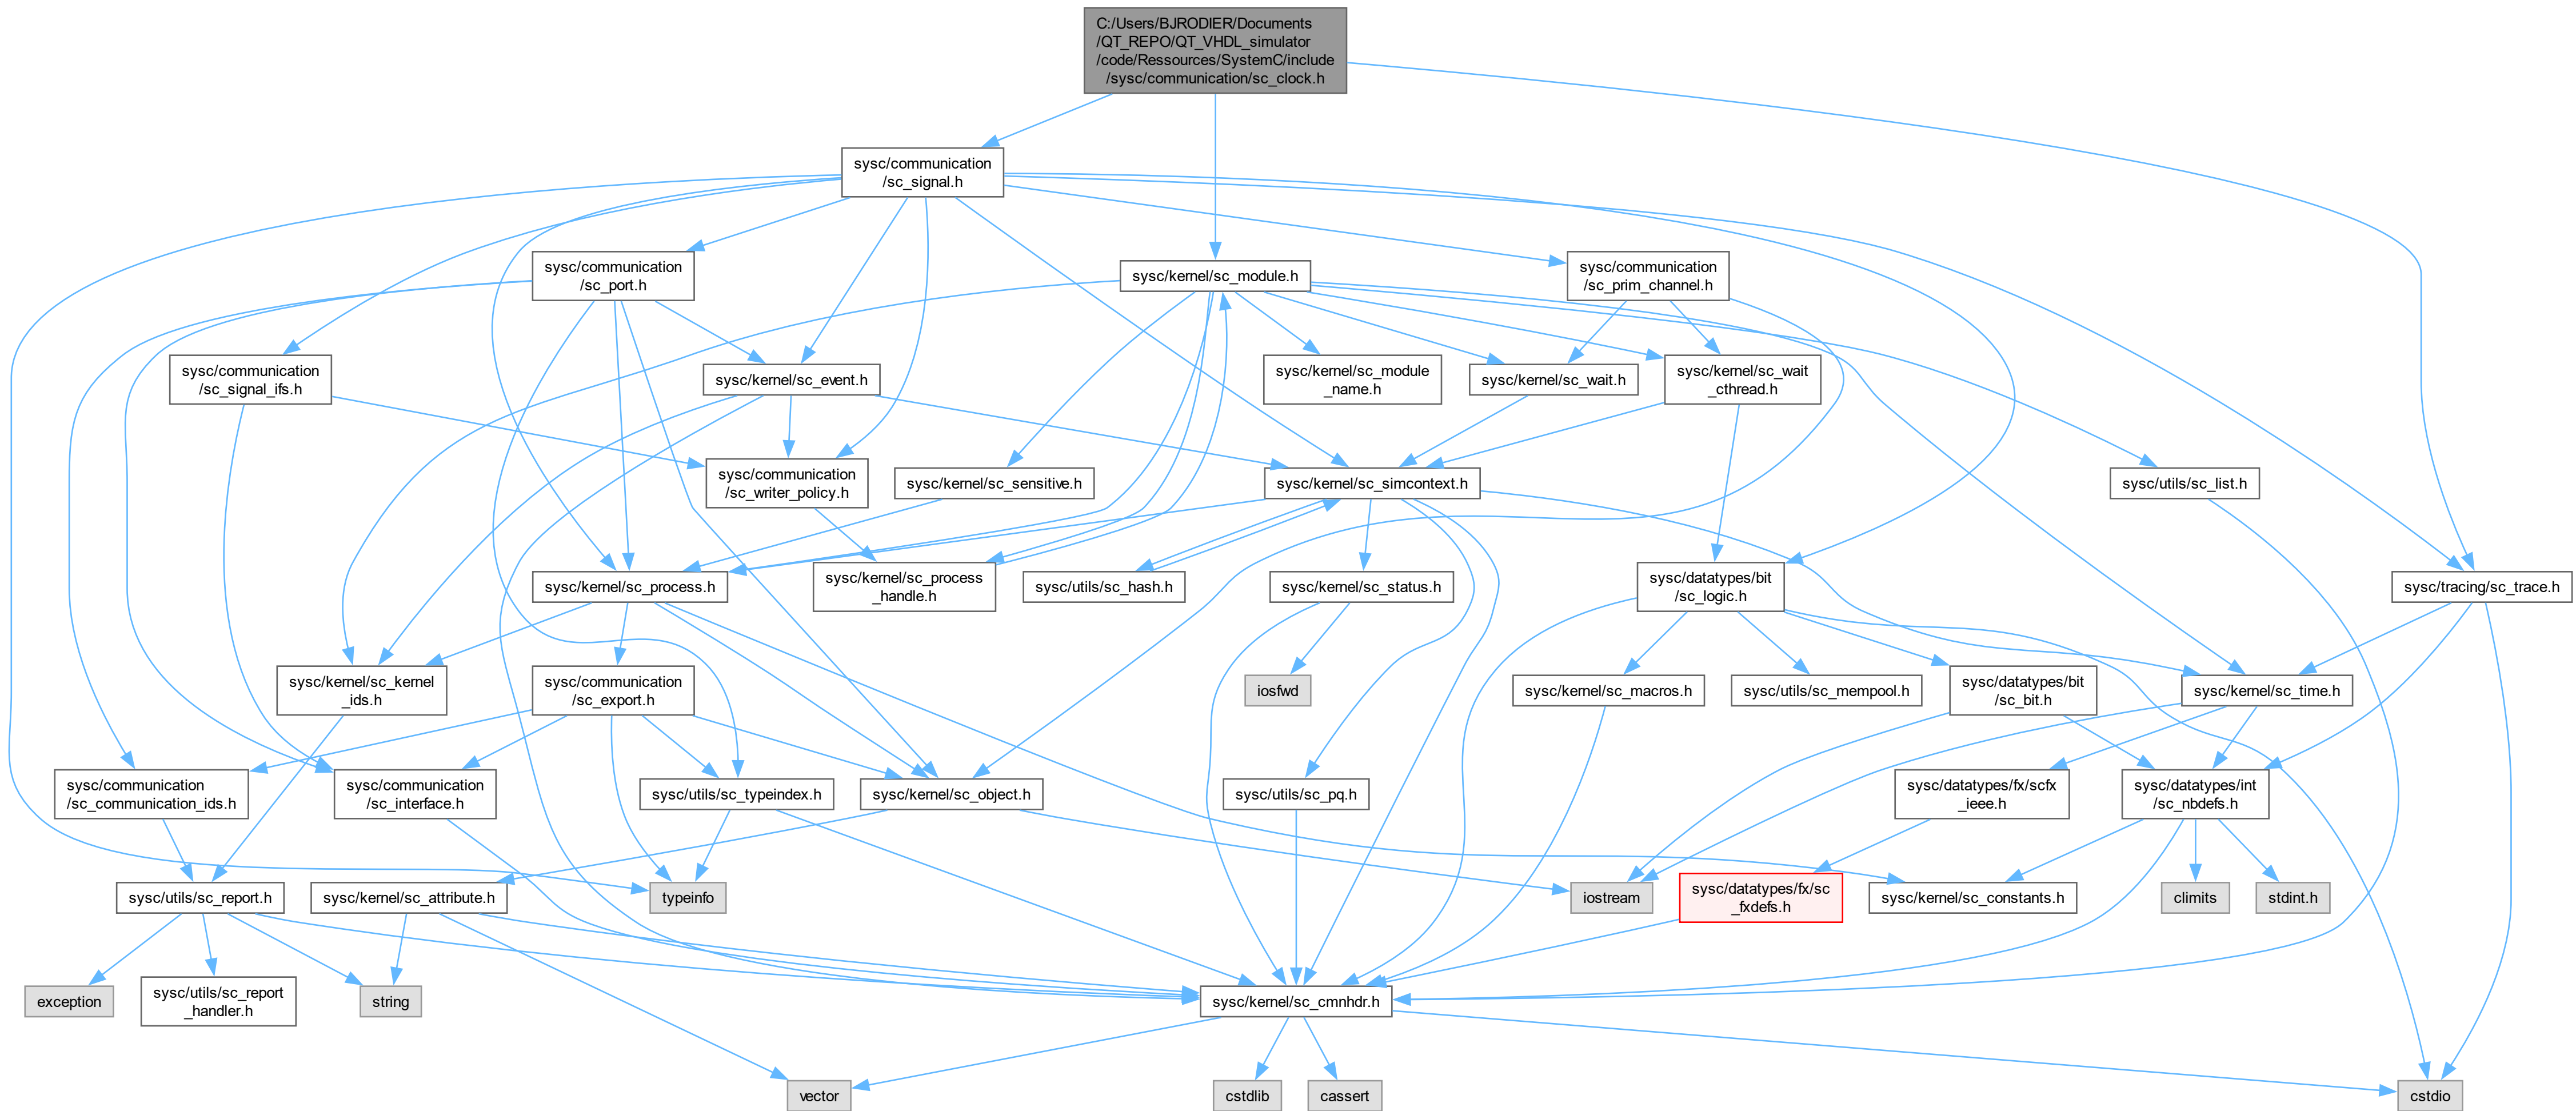 C:/Users/BJRODIER/Documents
/QT_REPO/QT_VHDL_simulator
/code/Ressources/SystemC/include
/sysc/communication/sc_clock.h
sysc/communication
/sc_signal.h
sysc/communication
/sc_port.h
sysc/kernel/sc_module.h
sysc/communication
/sc_prim_channel.h
sysc/communication
/sc_signal_ifs.h
sysc/kernel/sc_event.h
sysc/kernel/sc_module
_name.h
sysc/kernel/sc_wait.h
sysc/kernel/sc_wait
_cthread.h
sysc/communication
/sc_writer_policy.h
sysc/kernel/sc_sensitive.h
sysc/kernel/sc_simcontext.h
sysc/utils/sc_list.h
sysc/kernel/sc_process.h
sysc/kernel/sc_process
_handle.h
sysc/utils/sc_hash.h
sysc/kernel/sc_status.h
sysc/datatypes/bit
/sc_logic.h
sysc/tracing/sc_trace.h
sysc/kernel/sc_kernel
_ids.h
sysc/communication
/sc_export.h
iosfwd
sysc/kernel/sc_macros.h
sysc/utils/sc_mempool.h
sysc/datatypes/bit
/sc_bit.h
sysc/kernel/sc_time.h
sysc/communication
/sc_communication_ids.h
sysc/communication
/sc_interface.h
sysc/utils/sc_typeindex.h
sysc/kernel/sc_object.h
sysc/utils/sc_pq.h
sysc/datatypes/fx/scfx
_ieee.h
sysc/datatypes/int
/sc_nbdefs.h
sysc/utils/sc_report.h
sysc/kernel/sc_attribute.h
typeinfo
iostream
sysc/datatypes/fx/sc
_fxdefs.h
sysc/kernel/sc_constants.h
climits
stdint.h
exception
sysc/utils/sc_report
_handler.h
string
sysc/kernel/sc_cmnhdr.h
vector
cstdlib
cassert
cstdio